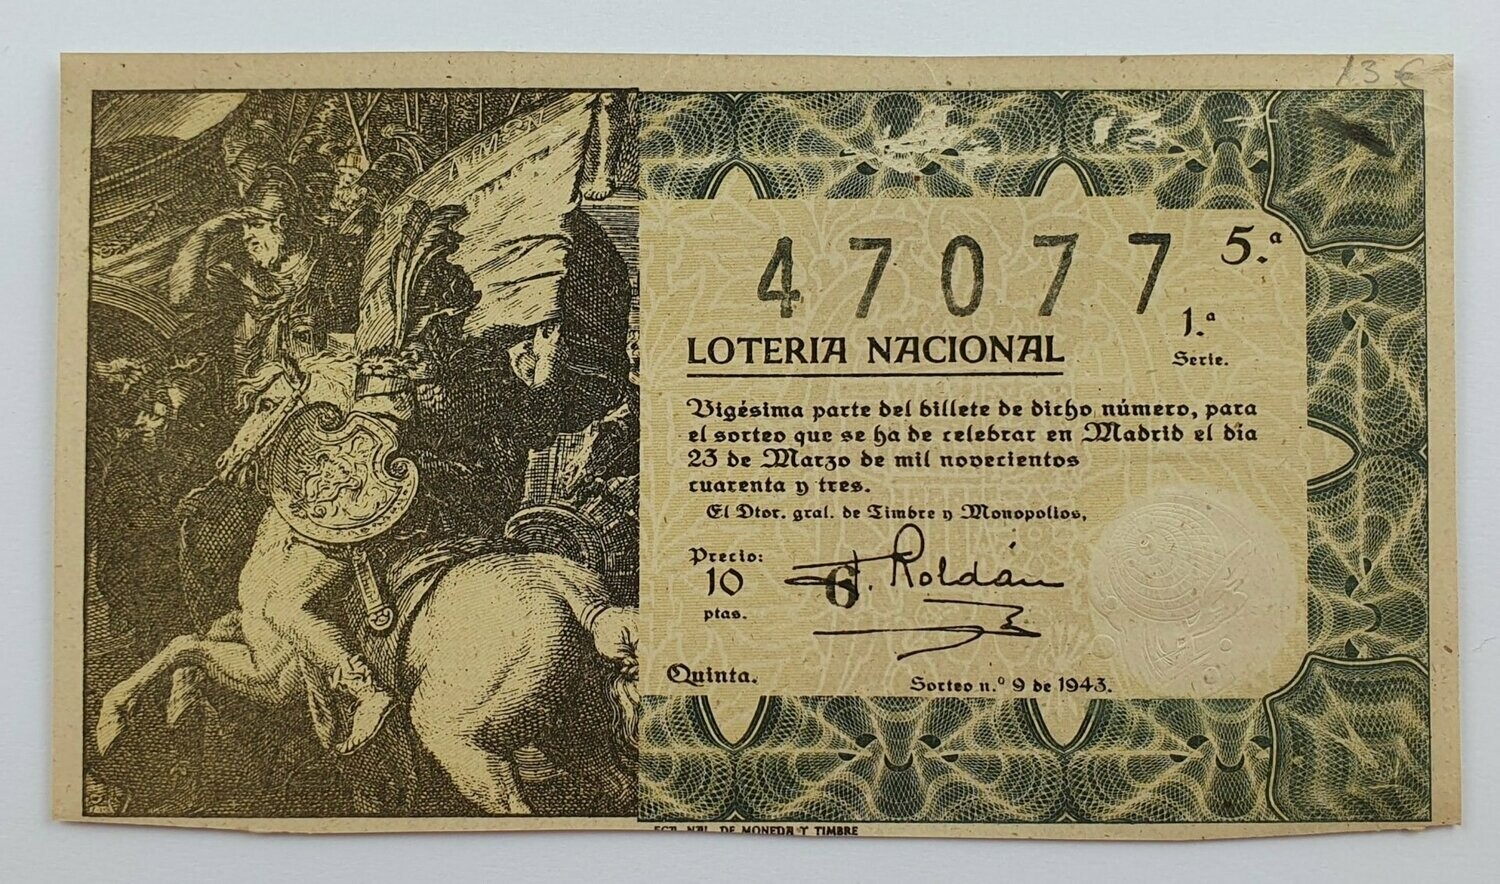 13 €
47077
5.ª
1.ª
Serie.
LOTERIA NACIONAL
Vigésima parte del billete de dicho número, para
el sorteo que se ha de celebrar en Madrid el día
23 de Marzo de mil novecientos
cuarenta y tres.
El Dtor. gral. de Timbre y Monopolios,
Precio:
10
ptas.
6
F. Roldán
Quinta.
Sorteo n.º 9 de 1943.
FCA. NAL. DE MONEDA Y TIMBRE